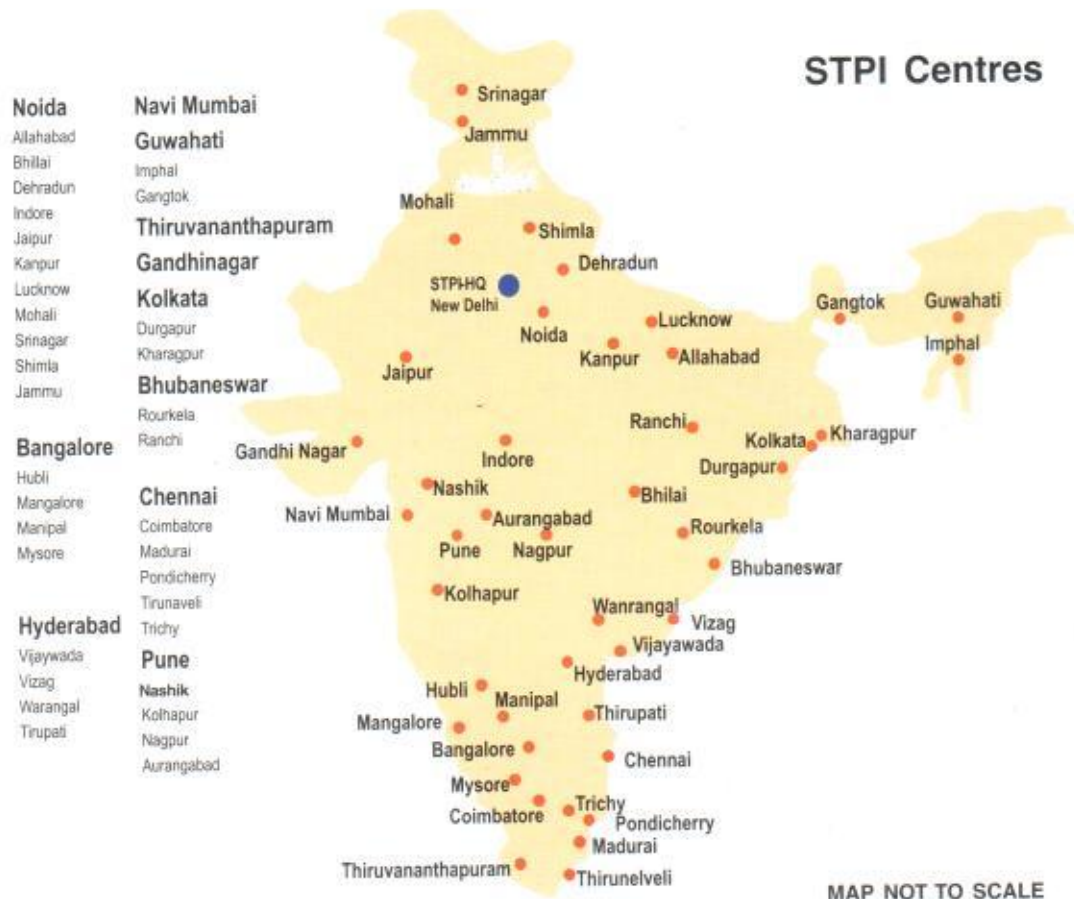 STPI Centres
Noida
Allahabad
Bhillai
Dehradun
Indore
Jaipur
Kanpur
Lucknow
Mohali
Srinagar
Shimla
Jammu
Bangalore
Hubli
Mangalore
Manipal
Mysore
Hyderabad
Vijaywada
Vizag
Warangal
Tirupati
Navi Mumbai
Guwahati
Imphal
Gangtok
Thiruvananthapuram
Gandhinagar
Kolkata
Durgapur
Kharagpur
Bhubaneswar
Rourkela
Ranchi
Chennai
Coimbatore
Madurai
Pondicherry
Tirunaveli
Trichy
Pune
Nashik
Kolhapur
Nagpur
Aurangabad
Srinagar
Jammu
Mohali
Shimla
Dehradun
STPI-HQ
New Delhi
Noida
Lucknow
Kanpur
Allahabad
Gangtok
Guwahati
Imphal
Jaipur
Ranchi
Kharagpur
Kolkata
Gandhi Nagar
Indore
Durgapur
Nashik
Bhilai
Navi Mumbai
Aurangabad
Rourkela
Pune
Nagpur
Bhubaneswar
Kolhapur
Wanrangal
Vizag
Vijayawada
Hyderabad
Hubli
Manipal
Thirupati
Mangalore
Bangalore
Chennai
Mysore
Coimbatore
Trichy
Pondicherry
Madurai
Thiruvananthapuram
Thirunelveli
MAP NOT TO SCALE